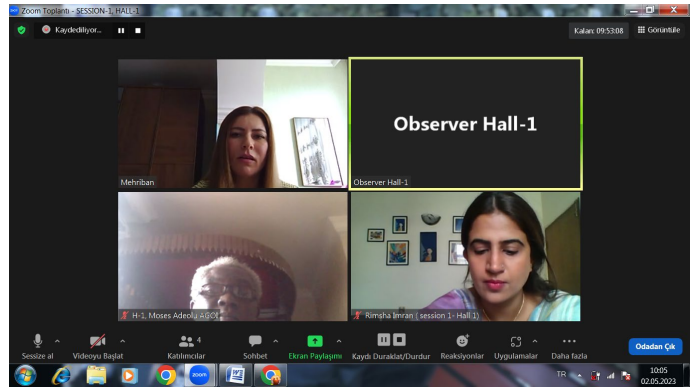 Zoom Toplantı - SESSION-1, HALL-1
Kaydediliyor...
Kalan: 09:53:08
Görüntüle
Mehriban
Observer Hall-1
Observer Hall-1
H-1, Moses Adeolu AGOI
Rimsha Imran ( session 1- Hall-1)
4
Sessize al
Videoyu Başlat
Katılımcılar
Sohbet
Ekran Paylaşımı
Kaydı Duraklat/Durdur
Reaksiyonlar
Uygulamalar
Daha fazla
Odadan Çık
zoom
TR
10:05
02.05.2023